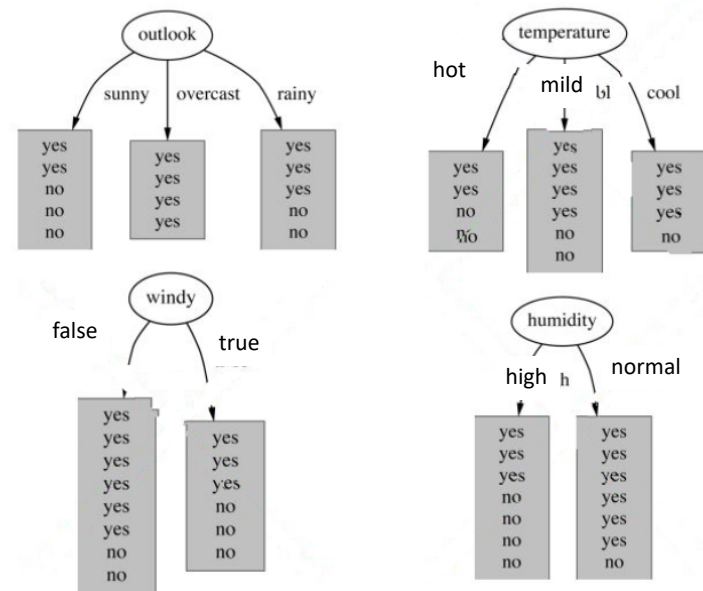 outlook
sunny overcast rainy
yes
yes
no
no
no
yes
yes
yes
yes
yes
yes
yes
no
no
temperature
hot mild bl cool
yes
yes
no
no
yes
yes
yes
yes
no
no
yes
yes
yes
no
windy
false true
yes
yes
yes
yes
yes
yes
no
no
yes
yes
yes
no
no
no
humidity
high h normal
yes
yes
yes
no
no
no
no
yes
yes
yes
yes
yes
yes
no